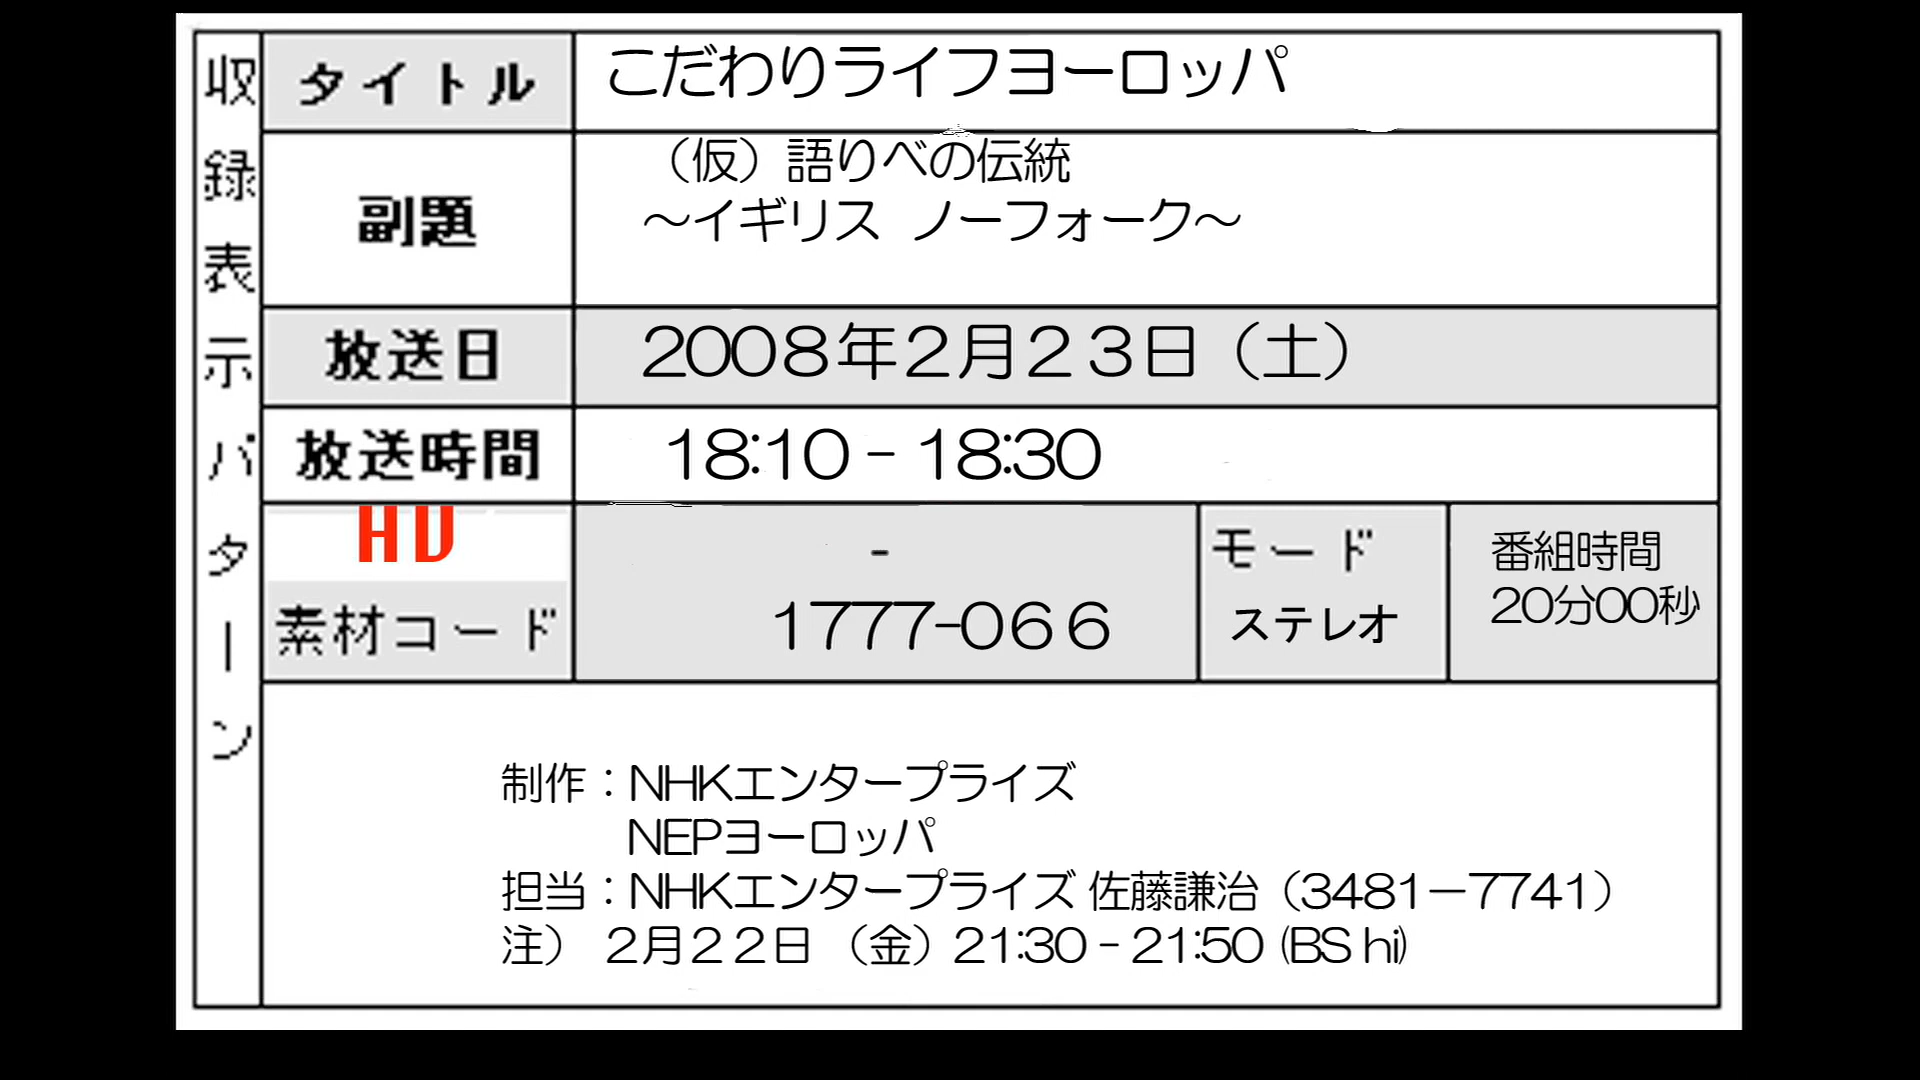 収録表示パターン
タイトル
こだわりライフヨーロッパ
副題
（仮）語りべの伝統
～イギリス ノーフォーク～
放送日
２００８年２月２３日（土）
放送時間
18:10 - 18:30
HD
素材コード
-
1777-０６６
モード
ステレオ
番組時間
20分00秒
制作：NHKエンタープライズ
NEPヨーロッパ
担当：NHKエンタープライズ 佐藤謙治（3481－7741）
注） ２月２２日 （金）21:30 - 21:50 (BS hi)